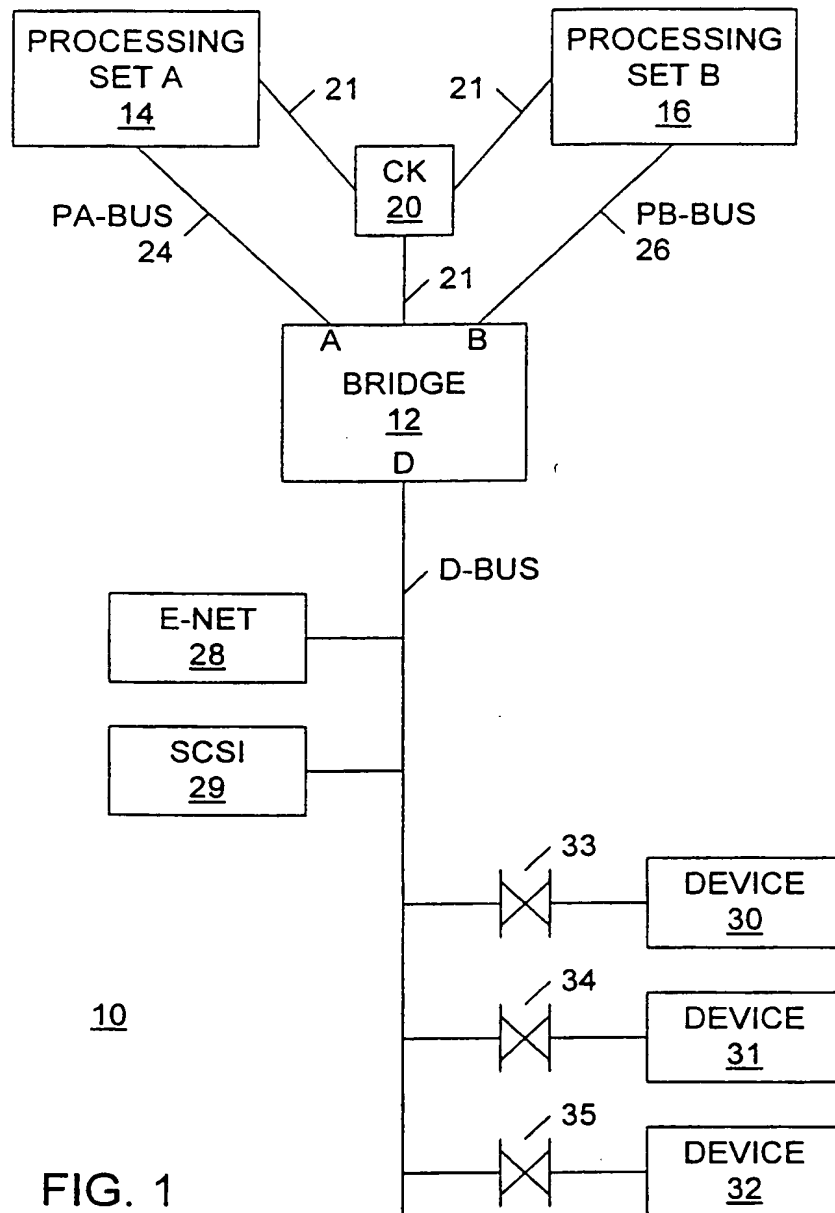 PROCESSING
SET A
14
PROCESSING
SET B
16
21
21
CK
20
PA-BUS
24
PB-BUS
26
21
A
B
BRIDGE
12
D
D-BUS
E-NET
28
SCSI
29
33
DEVICE
30
10
34
DEVICE
31
35
DEVICE
32
FIG. 1